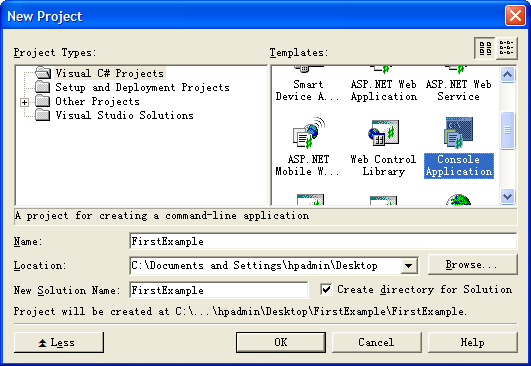 New Project
Project Types:
Templates:
Visual C# Projects
Setup and Deployment Projects
Other Projects
Visual Studio Solutions
Smart Device A...
ASP.NET Web Application
ASP.NET Web Service
ASP.NET Mobile W...
Web Control Library
Console Application
A project for creating a command-line application
Name:
FirstExample
Location:
C:\Documents and Settings\hpadmin\Desktop
Browse...
New Solution Name:
FirstExample
Create directory for Solution
Project will be created at C:\...\hpadmin\Desktop\FirstExample\FirstExample.
Less
OK
Cancel
Help